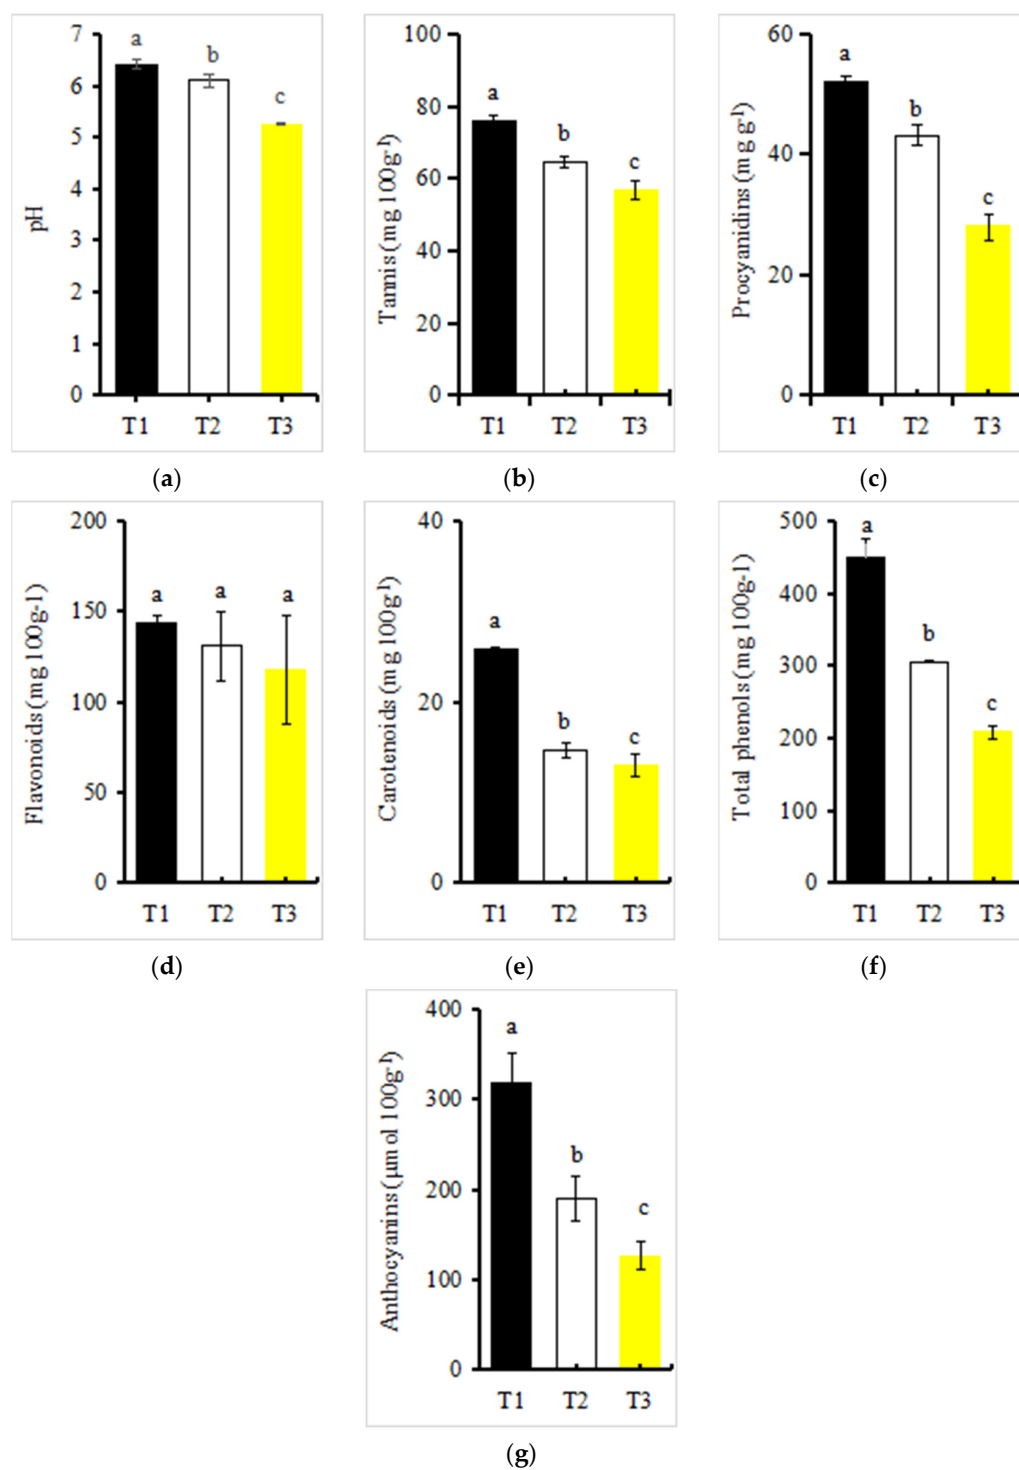 pH
7
6
5
4
3
2
1
0
a
b
c
T1 T2 T3
(a)
Tannis (mg 100g-1)
100
80
60
40
20
0
a
b
c
T1 T2 T3
(b)
Procyanidins (mg g-1)
60
40
20
0
a
b
c
T1 T2 T3
(c)
Flavonoids (mg 100g-1)
200
150
100
50
0
a
a
a
T1 T2 T3
(d)
Carotenoids (mg 100g-1)
40
20
0
a
b
c
T1 T2 T3
(e)
Total phenols (mg 100g-1)
500
400
300
200
100
0
a
b
c
T1 T2 T3
(f)
Anthocyanins (µmol 100g-1)
400
300
200
100
0
a
b
c
T1 T2 T3
(g)